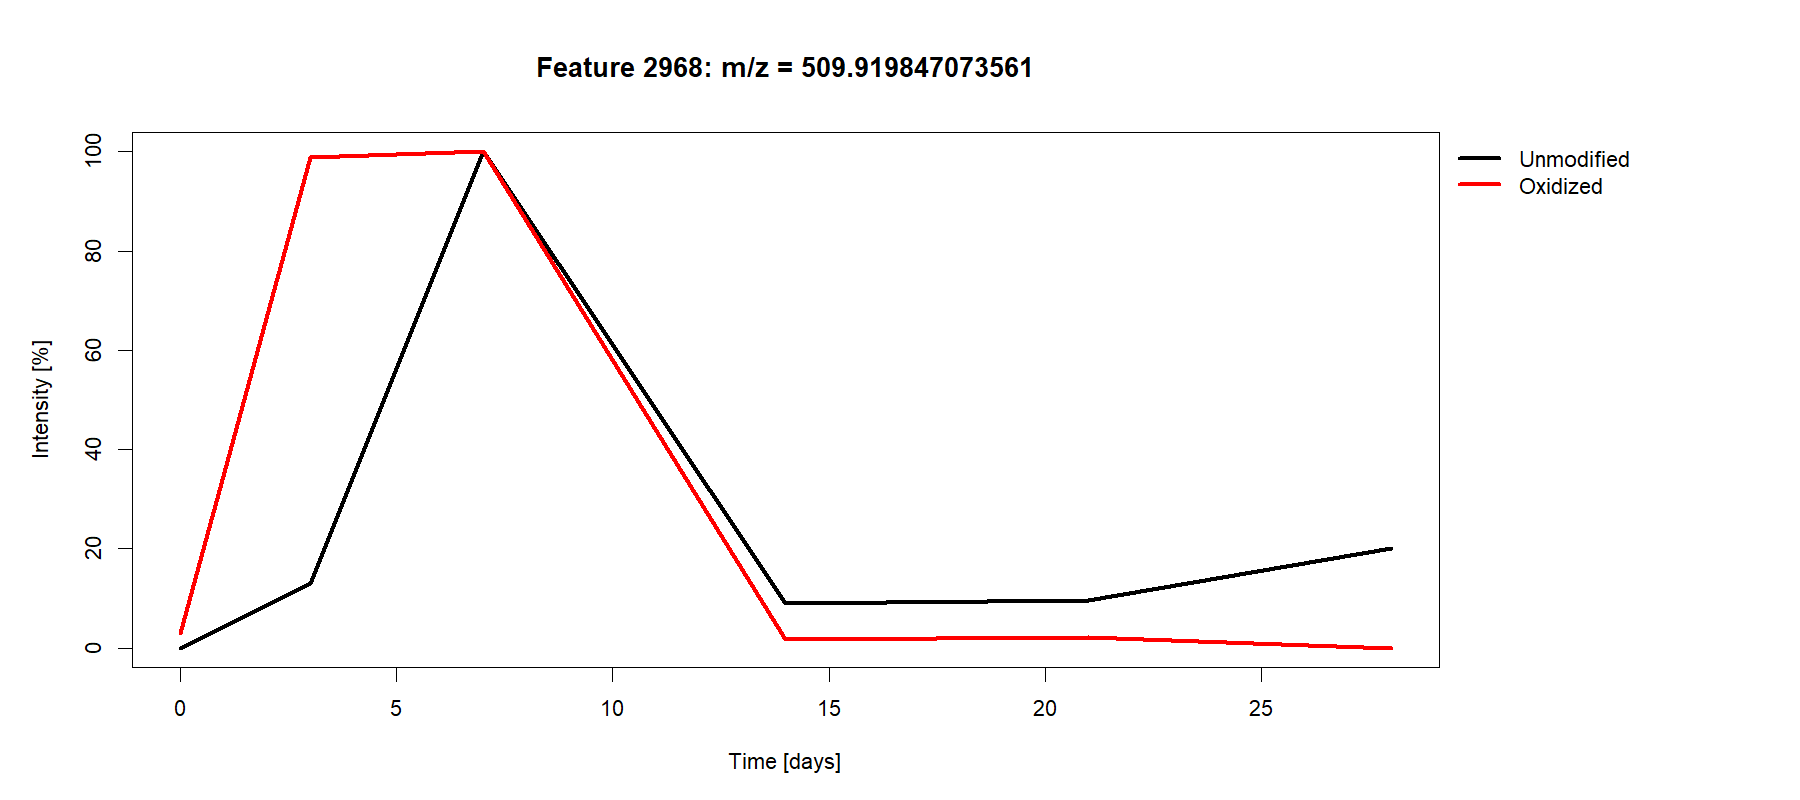 Feature 2968: m/z = 509.919847073561
Unmodified
Oxidized
Intensity [%]
100
80
60
40
20
0
0 5 10 15 20 25
Time [days]